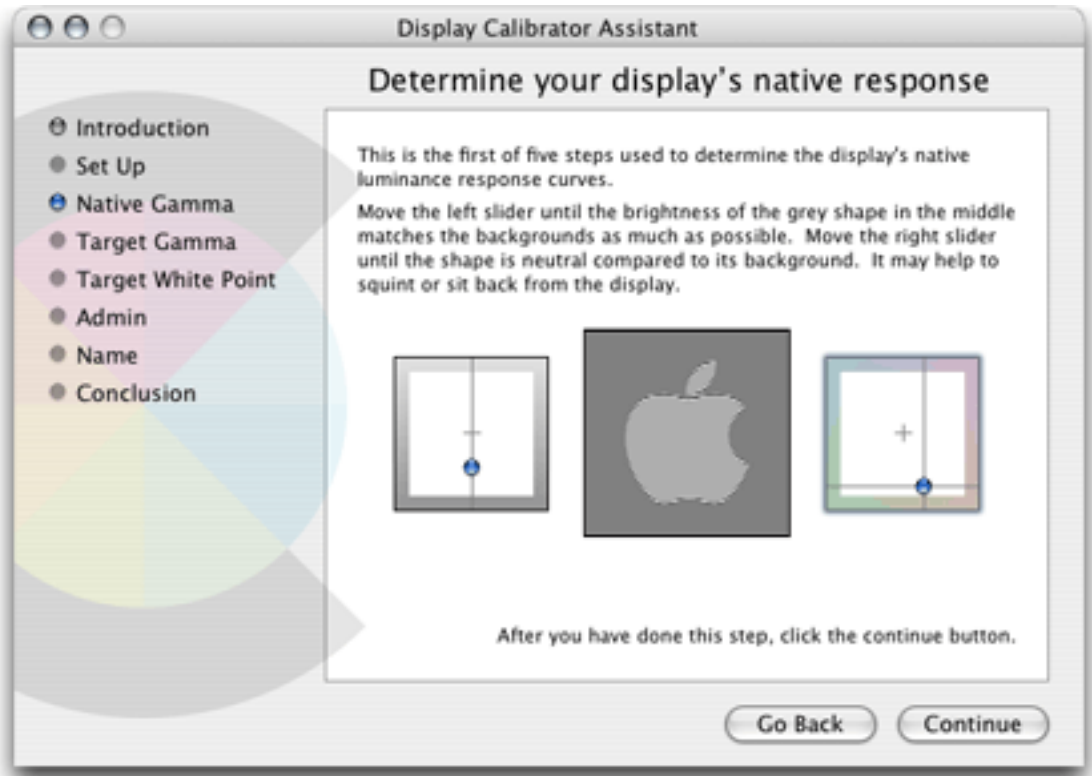 Display Calibrator Assistant
Determine your display's native response
Introduction
Set Up
Native Gamma
Target Gamma
Target White Point
Admin
Name
Conclusion
This is the first of five steps used to determine the display's native
luminance response curves.
Move the left slider until the brightness of the grey shape in the middle
matches the backgrounds as much as possible.  Move the right slider
until the shape is neutral compared to its background.  It may help to
squint or sit back from the display.
After you have done this step, click the continue button.
Go Back
Continue